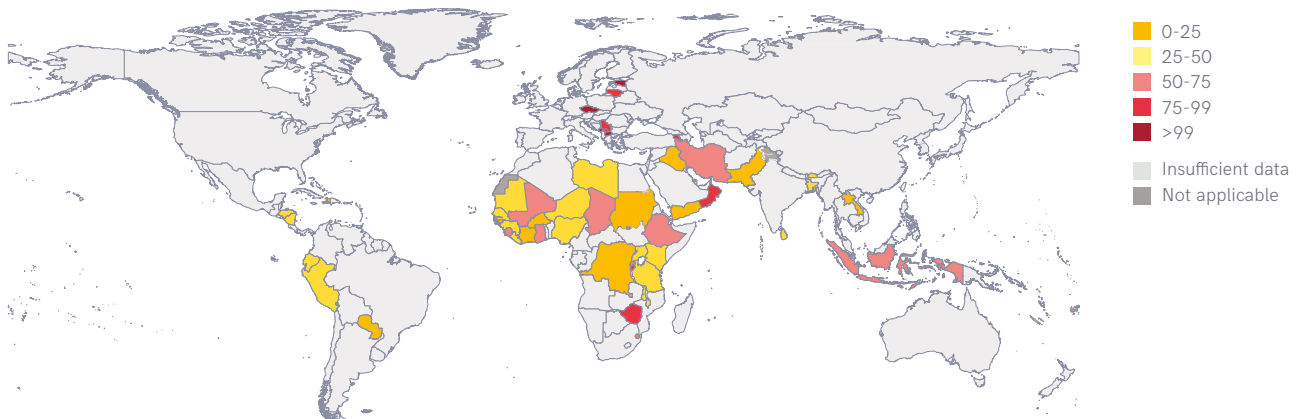 0-25
25-50
50-75
75-99
>99
Insufficient data
Not applicable